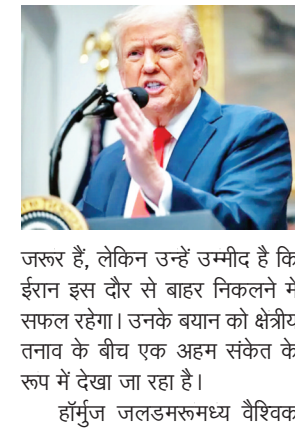 जरूर हैं, लेकिन उन्हें उम्मीद है कि
ईरान इस दौर से बाहर निकलने में
सफल रहेगा। उनके बयान को क्षेत्रीय
तनाव के बीच एक अहम संकेत के
रूप में देखा जा रहा है।
हॉर्मुज जलडमरूमध्य वैश्विक